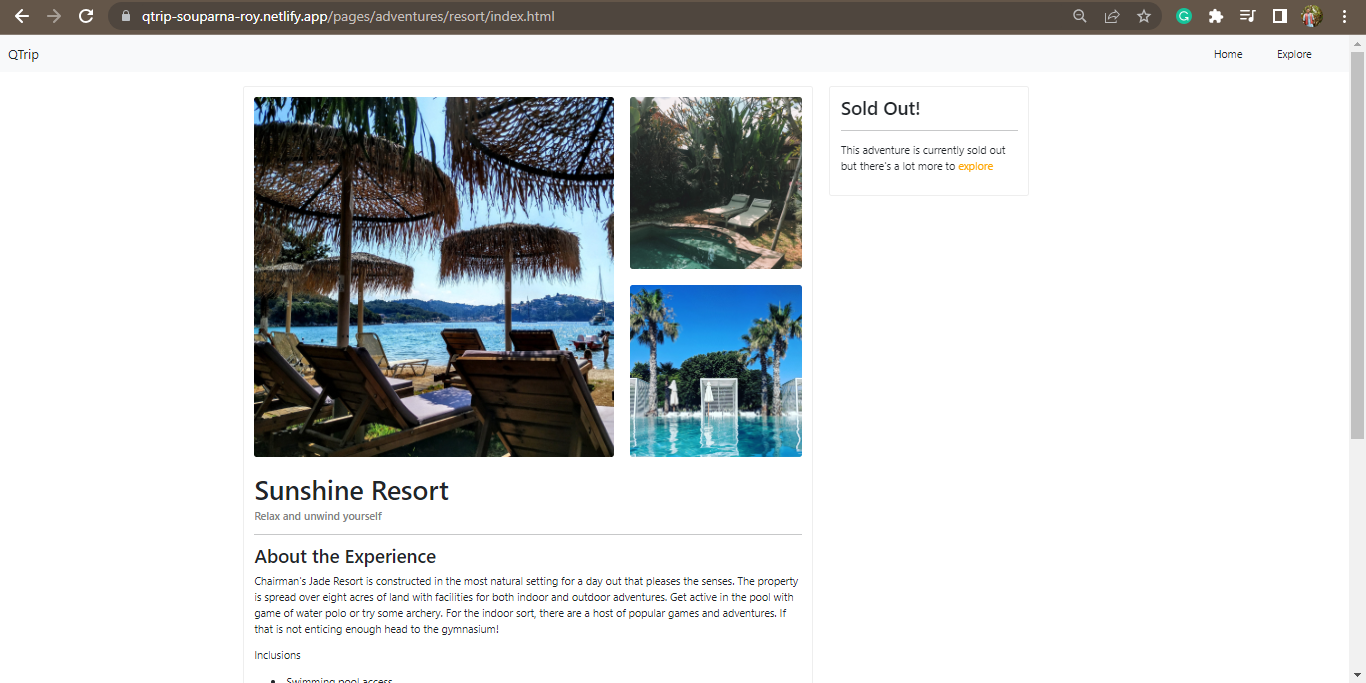 qtrip-souparna-roy.netlify.app/pages/adventures/resort/index.html
QTrip
Home
Explore
Sold Out!
This adventure is currently sold out
but there's a lot more to explore
Sunshine Resort
Relax and unwind yourself
About the Experience
Chairman's Jade Resort is constructed in the most natural setting for a day out that pleases the senses. The property
is spread over eight acres of land with facilities for both indoor and outdoor adventures. Get active in the pool with
game of water polo or try some archery. For the indoor sort, there are a host of popular games and adventures. If
that is not enticing enough head to the gymnasium!
Inclusions
• Swimming pool access